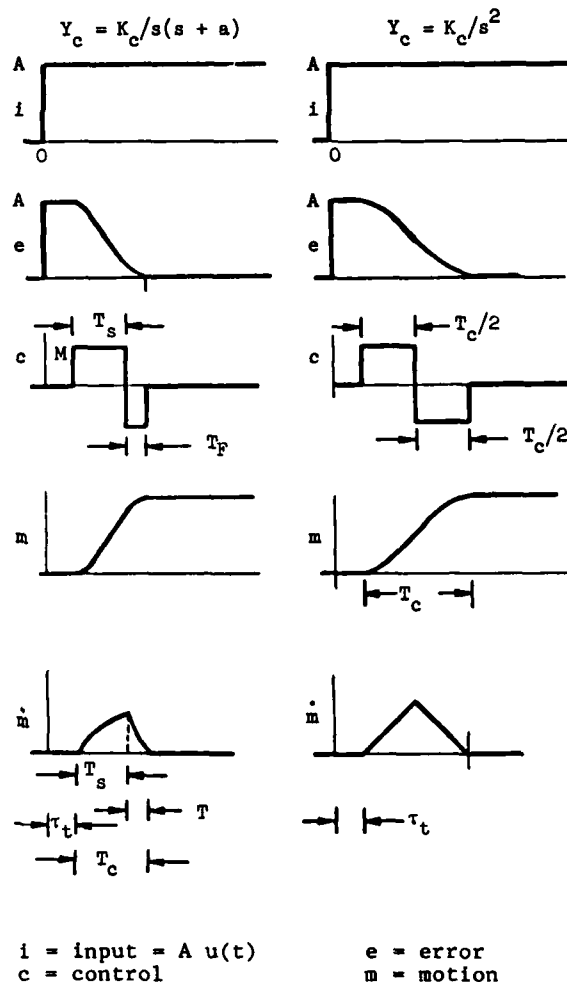 Y_c = K_c/s(s + a) Y_c = K_c/s²
A A
i i
0 0
A A
e e
T_s T_c/2
c M c
T_F T_c/2
m m
T_c
ṁ ṁ
T_s
T
τ_t τ_t
T_c
i = input = A u(t) e = error
c = control m = motion